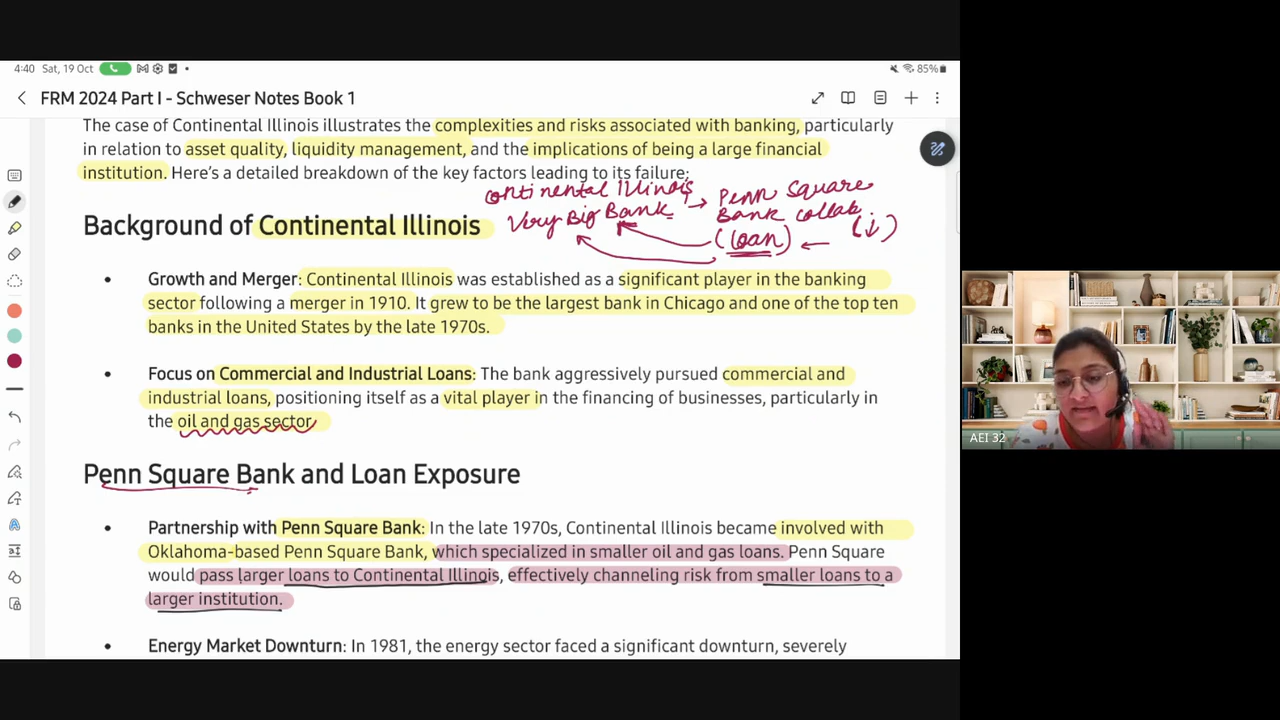 4:40 Sat, 19 Oct
85%
FRM 2024 Part I - Schweser Notes Book 1
The case of Continental Illinois illustrates the complexities and risks associated with banking, particularly
in relation to asset quality, liquidity management, and the implications of being a large financial
institution. Here's a detailed breakdown of the key factors leading to its failure:
Continental Illinois → Penn Square
Very Big Bank Bank collab
(loan) ← (↓)
Background of Continental Illinois
• Growth and Merger: Continental Illinois was established as a significant player in the banking
sector following a merger in 1910. It grew to be the largest bank in Chicago and one of the top ten
banks in the United States by the late 1970s.
• Focus on Commercial and Industrial Loans: The bank aggressively pursued commercial and
industrial loans, positioning itself as a vital player in the financing of businesses, particularly in
the oil and gas sector.
Penn Square Bank and Loan Exposure
• Partnership with Penn Square Bank: In the late 1970s, Continental Illinois became involved with
Oklahoma-based Penn Square Bank, which specialized in smaller oil and gas loans. Penn Square
would pass larger loans to Continental Illinois, effectively channeling risk from smaller loans to a
larger institution.
• Energy Market Downturn: In 1981, the energy sector faced a significant downturn, severely
AEI 32